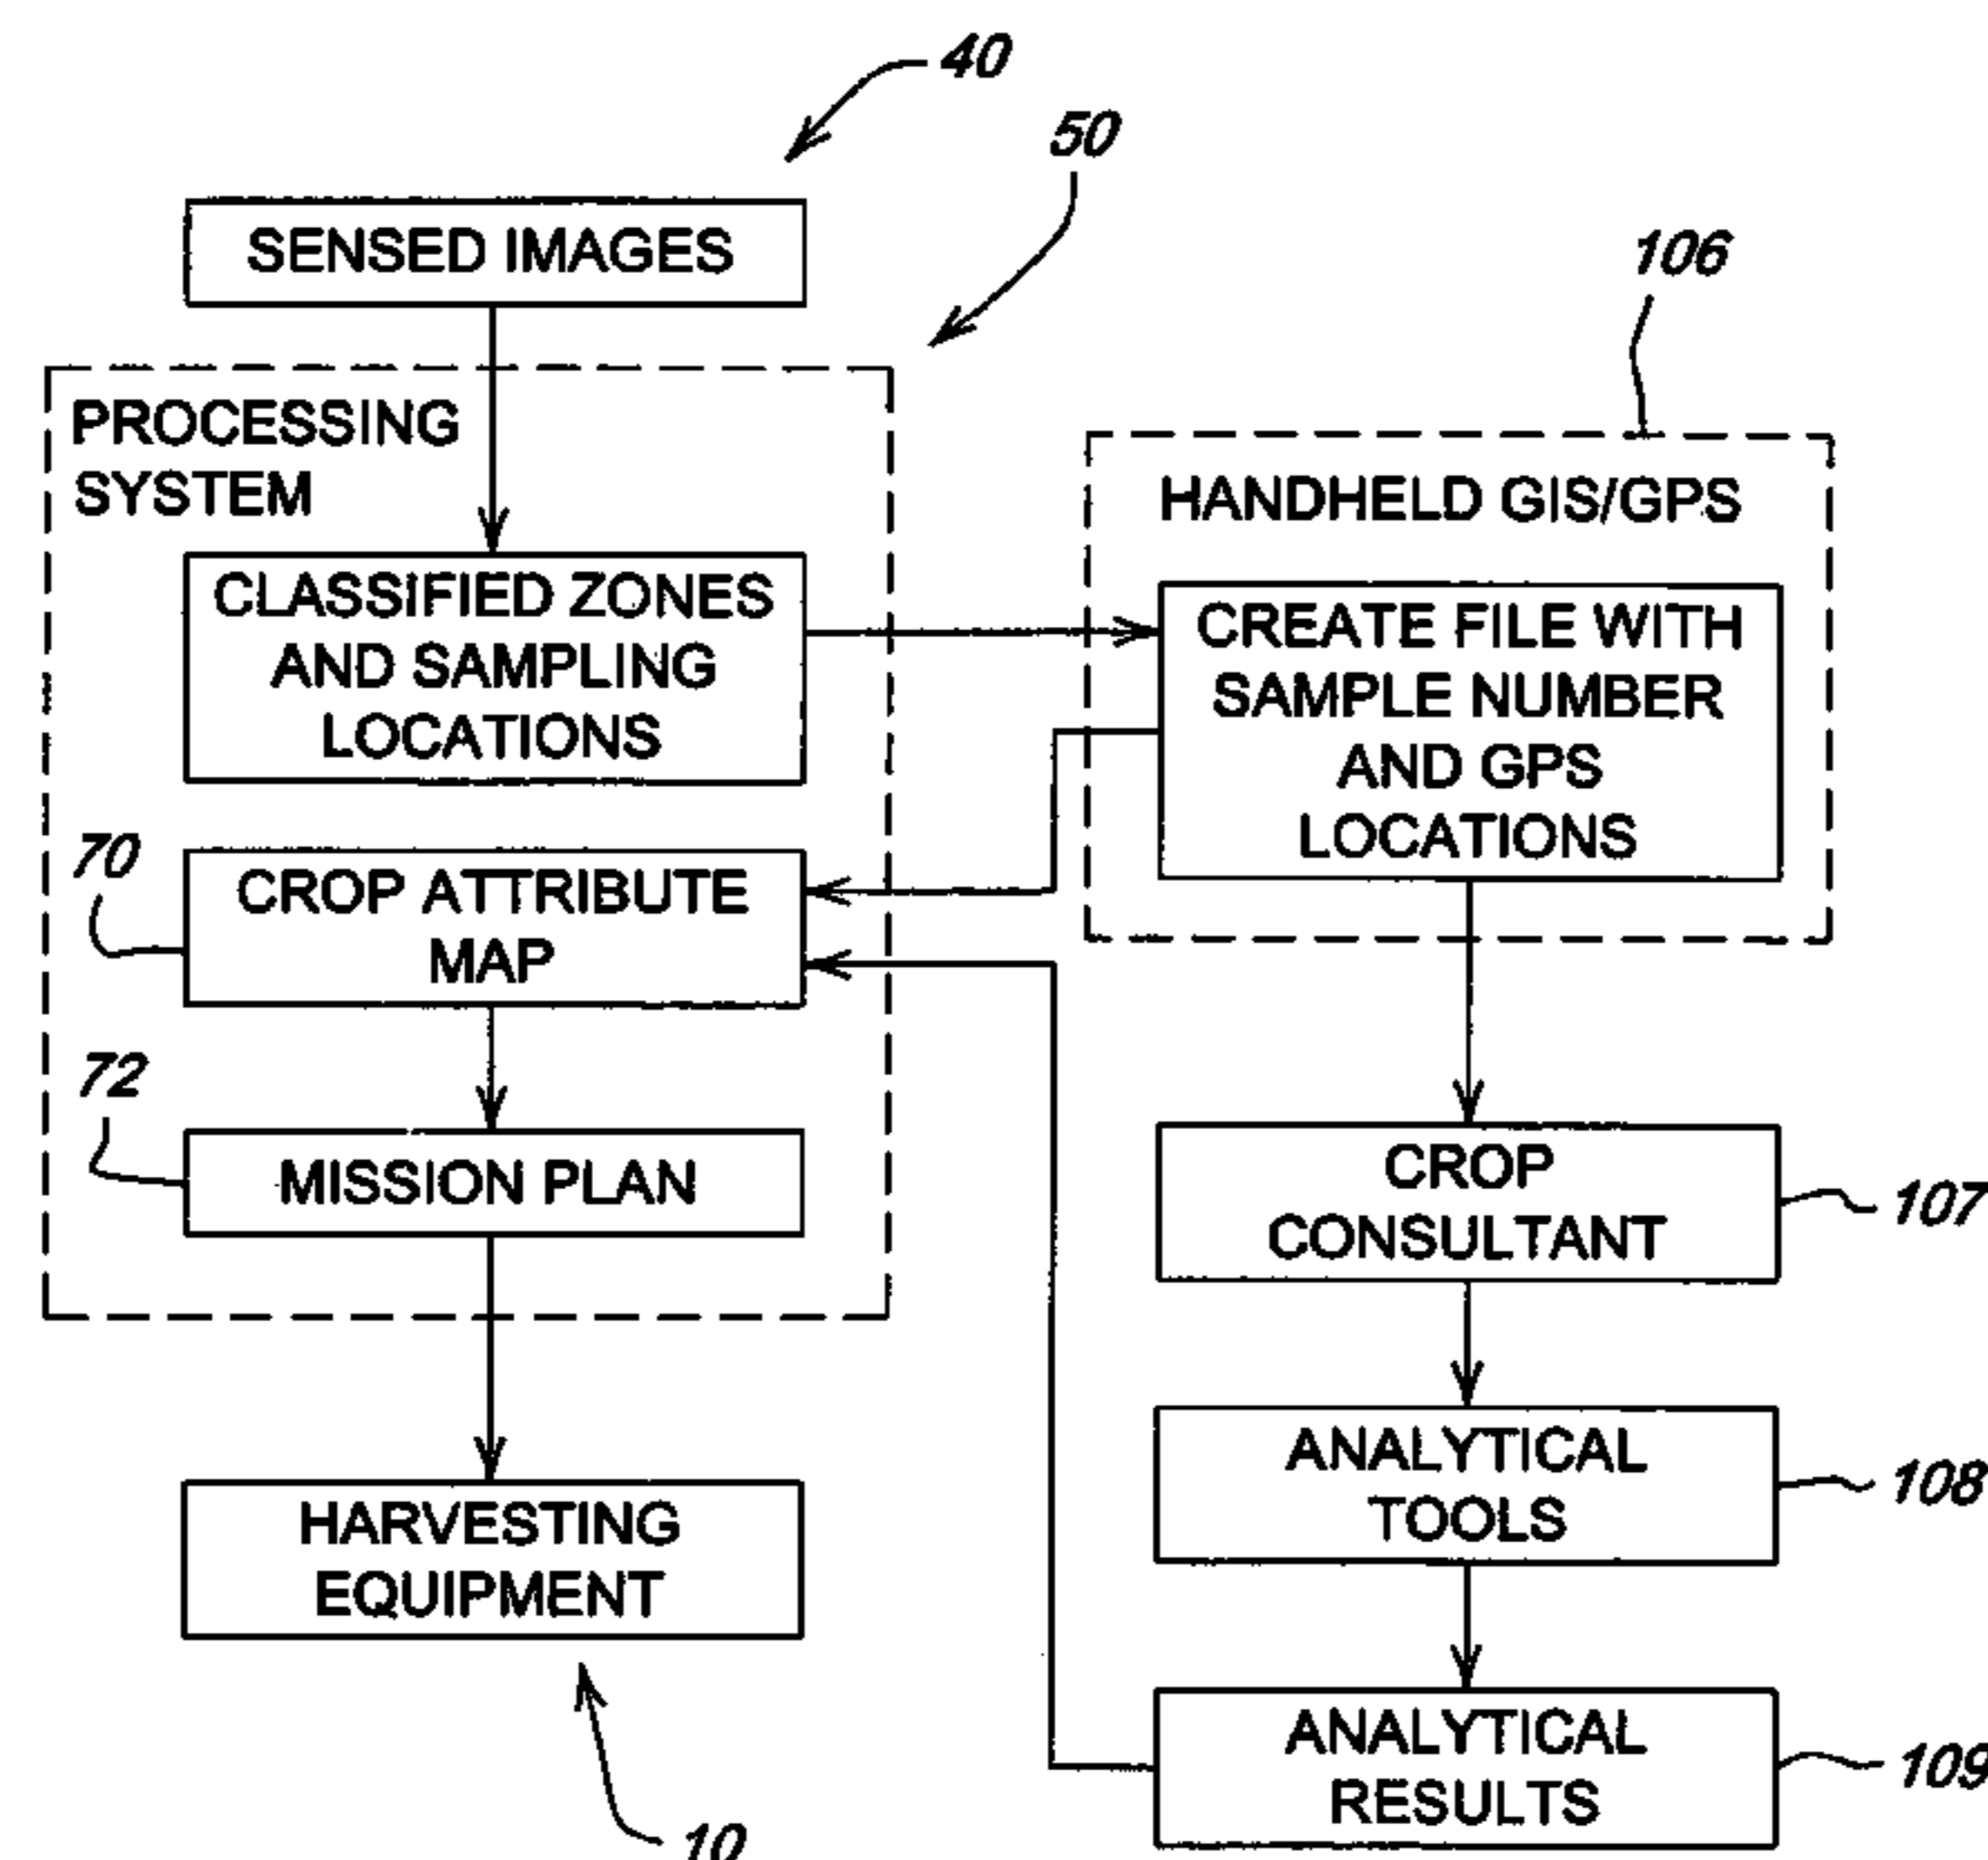 40
50
SENSED IMAGES
106
PROCESSING
SYSTEM
HANDHELD GIS/GPS
CLASSIFIED ZONES
AND SAMPLING
LOCATIONS
CREATE FILE WITH
SAMPLE NUMBER
AND GPS
LOCATIONS
70
CROP ATTRIBUTE
MAP
72
MISSION PLAN
CROP
CONSULTANT
107
ANALYTICAL
TOOLS
108
HARVESTING
EQUIPMENT
10
ANALYTICAL
RESULTS
109